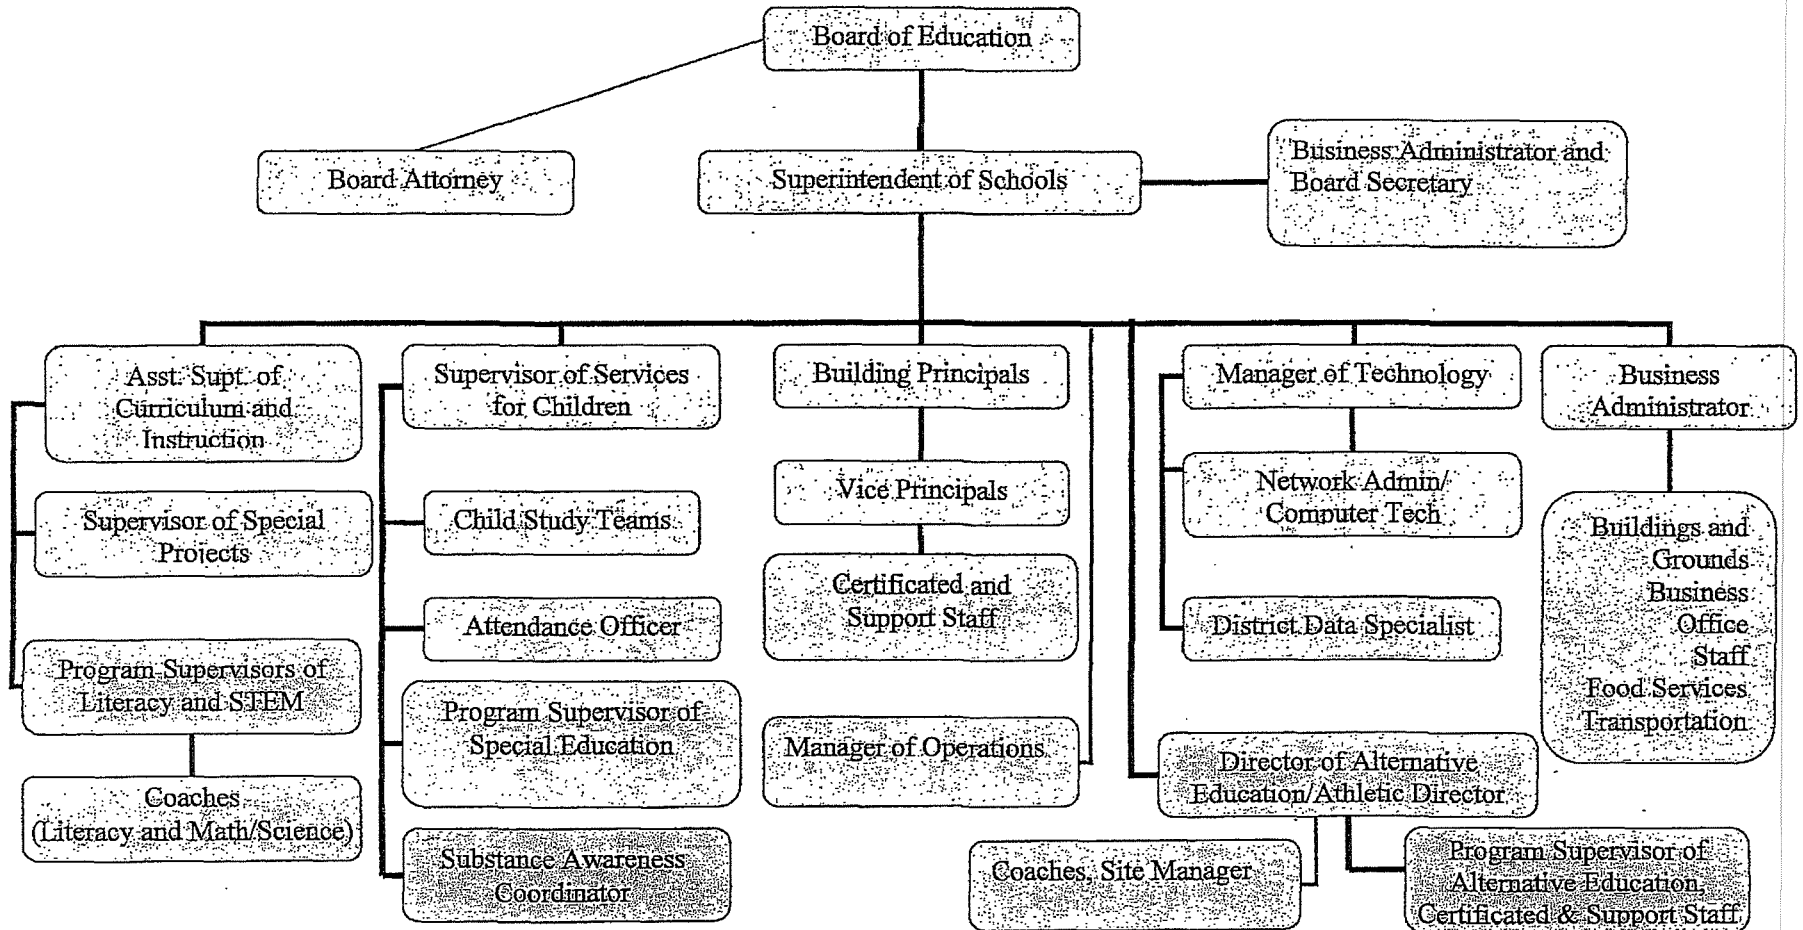 Board of Education
Board Attorney
Superintendent of Schools
Business Administrator and
Board Secretary
Asst. Supt. of
Curriculum and
Instruction
Supervisor of Special
Projects
Program Supervisors of
Literacy and STEM
Coaches
(Literacy and Math/Science)
Supervisor of Services
for Children
Child Study Teams
Attendance Officer
Program Supervisor of
Special Education
Substance Awareness
Coordinator
Building Principals
Vice Principals
Certificated and
Support Staff
Manager of Operations
Manager of Technology
Network Admin/
Computer Tech
District Data Specialist
Director of Alternative
Education/Athletic Director
Coaches, Site Manager
Program Supervisor of
Alternative Education,
Certificated & Support Staff
Business
Administrator
Buildings and
Grounds
Business
Office
Staff
Food Services
Transportation